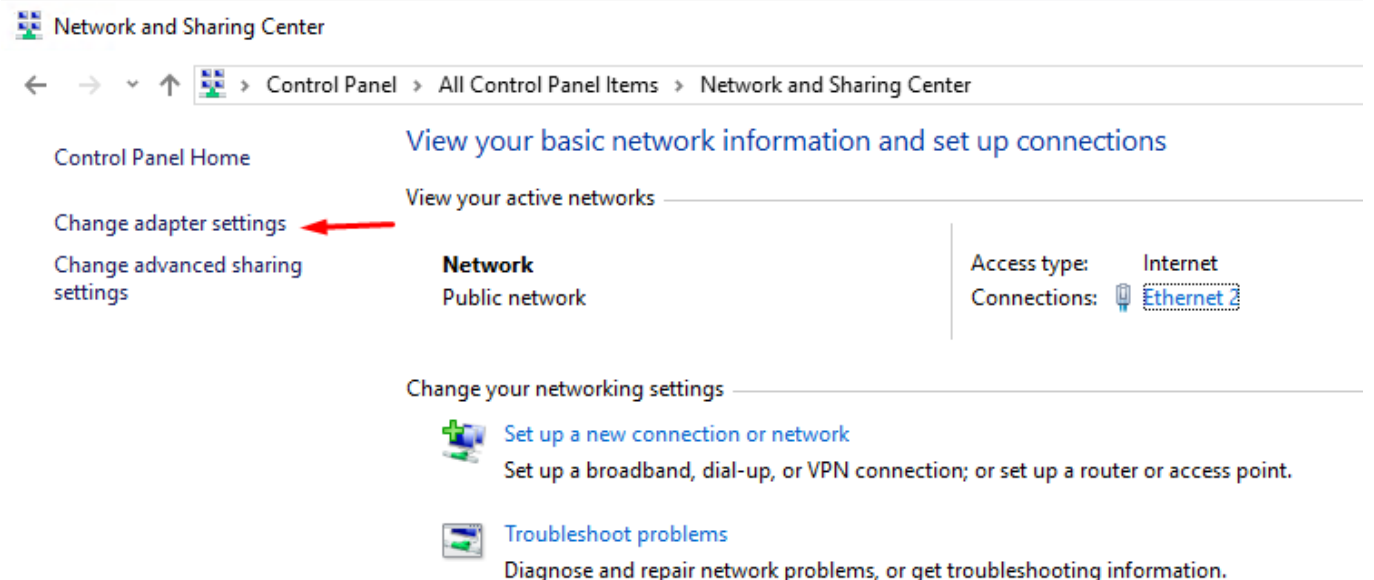 Network and Sharing Center
Control Panel > All Control Panel Items > Network and Sharing Center
Control Panel Home
Change adapter settings
Change advanced sharing
settings
View your basic network information and set up connections
View your active networks
Network
Public network
Access type: Internet
Connections: Ethernet 2
Change your networking settings
Set up a new connection or network
Set up a broadband, dial-up, or VPN connection; or set up a router or access point.
Troubleshoot problems
Diagnose and repair network problems, or get troubleshooting information.